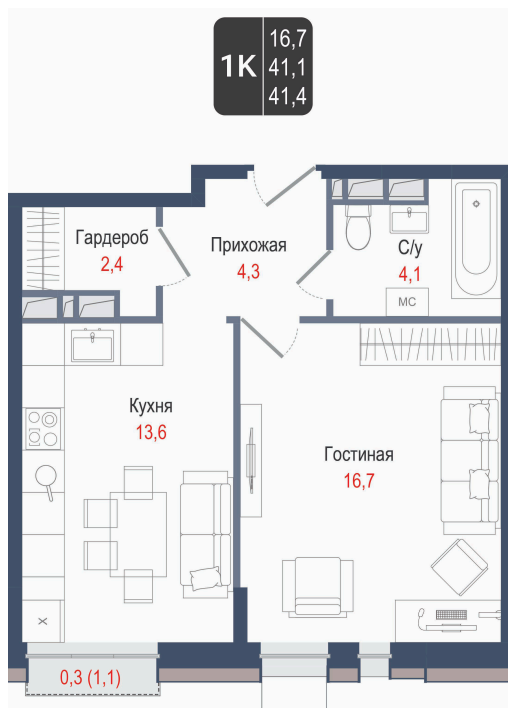 1K
16,7
41,1
41,4
Гардероб
2,4
Прихожая
4,3
С/у
4,1
МС
Кухня
13,6
Гостиная
16,7
X
0,3 (1,1)